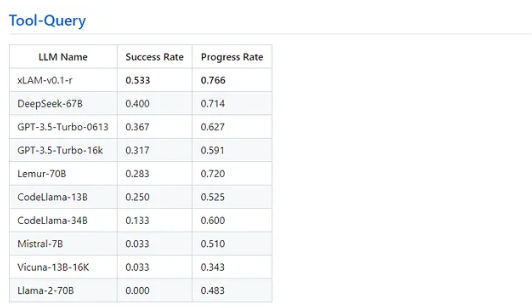 Tool-Query
LLM Name Success Rate Progress Rate
xLAM-v0.1-r 0.533 0.766
DeepSeek-67B 0.400 0.714
GPT-3.5-Turbo-0613 0.367 0.627
GPT-3.5-Turbo-16k 0.317 0.591
Lemur-70B 0.283 0.720
CodeLlama-13B 0.250 0.525
CodeLlama-34B 0.133 0.600
Mistral-7B 0.033 0.510
Vicuna-13B-16K 0.033 0.343
Llama-2-70B 0.000 0.483